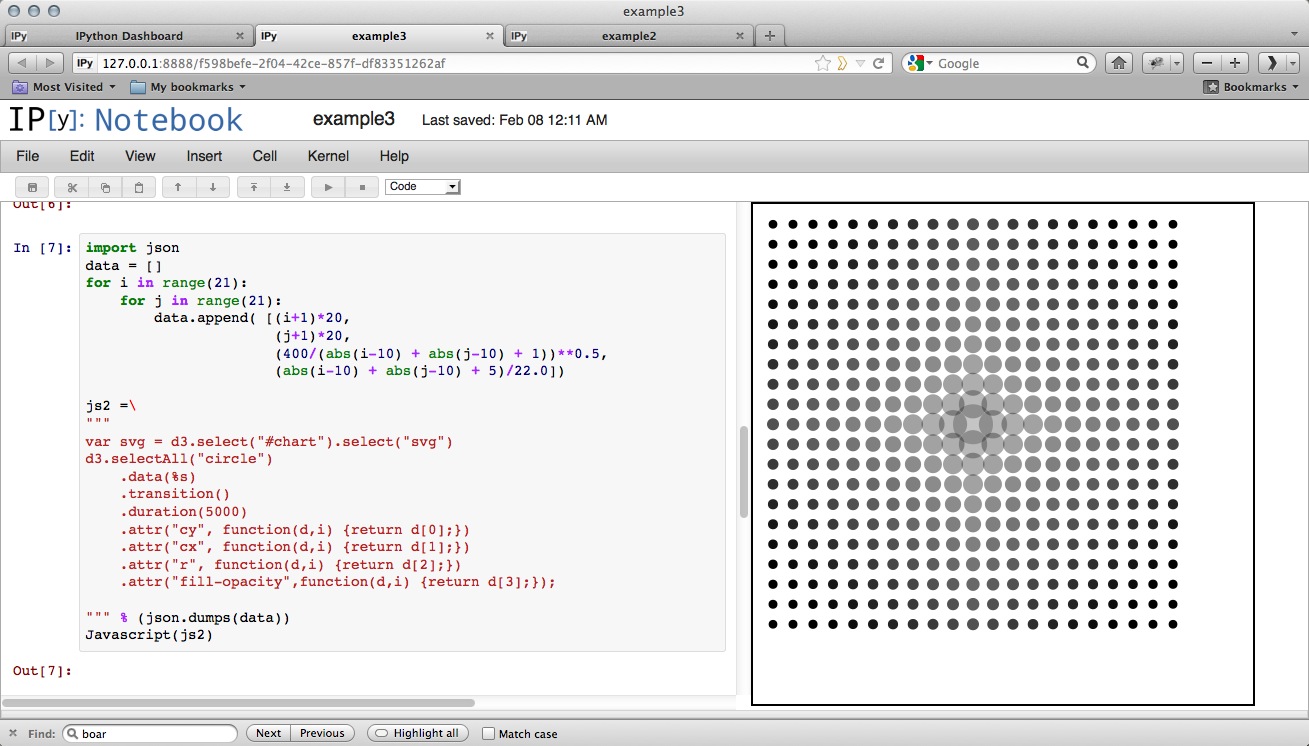 example3
IPy IPython Dashboard
IPy example3
IPy example2
IPy 127.0.0.1:8888/f598befe-2f04-42ce-857f-df83351262af
Google
Most Visited
My bookmarks
Bookmarks
IP[y]: Notebook
example3
Last saved: Feb 08 12:11 AM
File Edit View Insert Cell Kernel Help
Code
Out[6]:
In [7]:
import json
data = []
for i in range(21):
    for j in range(21):
        data.append( [(i+1)*20,
                      (j+1)*20,
                      (400/(abs(i-10) + abs(j-10) + 1))**0.5,
                      (abs(i-10) + abs(j-10) + 5)/22.0])
js2 =\
"""
var svg = d3.select("#chart").select("svg")
d3.selectAll("circle")
    .data(%s)
    .transition()
    .duration(5000)
    .attr("cy", function(d,i) {return d[0];})
    .attr("cx", function(d,i) {return d[1];})
    .attr("r", function(d,i) {return d[2];})
    .attr("fill-opacity",function(d,i) {return d[3];});
""" % (json.dumps(data))
Javascript(js2)
Out[7]:
Find: boar Next Previous Highlight all Match case